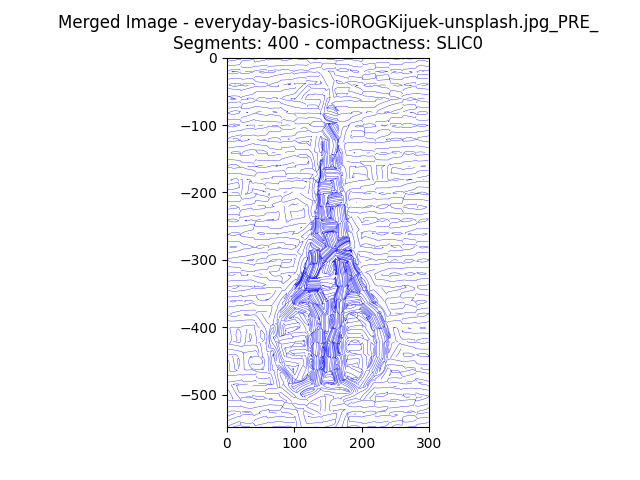 Merged Image - everyday-basics-i0ROGKijuek-unsplash.jpg_PRE_
Segments: 400 - compactness: SLIC0
0
−100
−200
−300
−400
−500
0 100 200 300